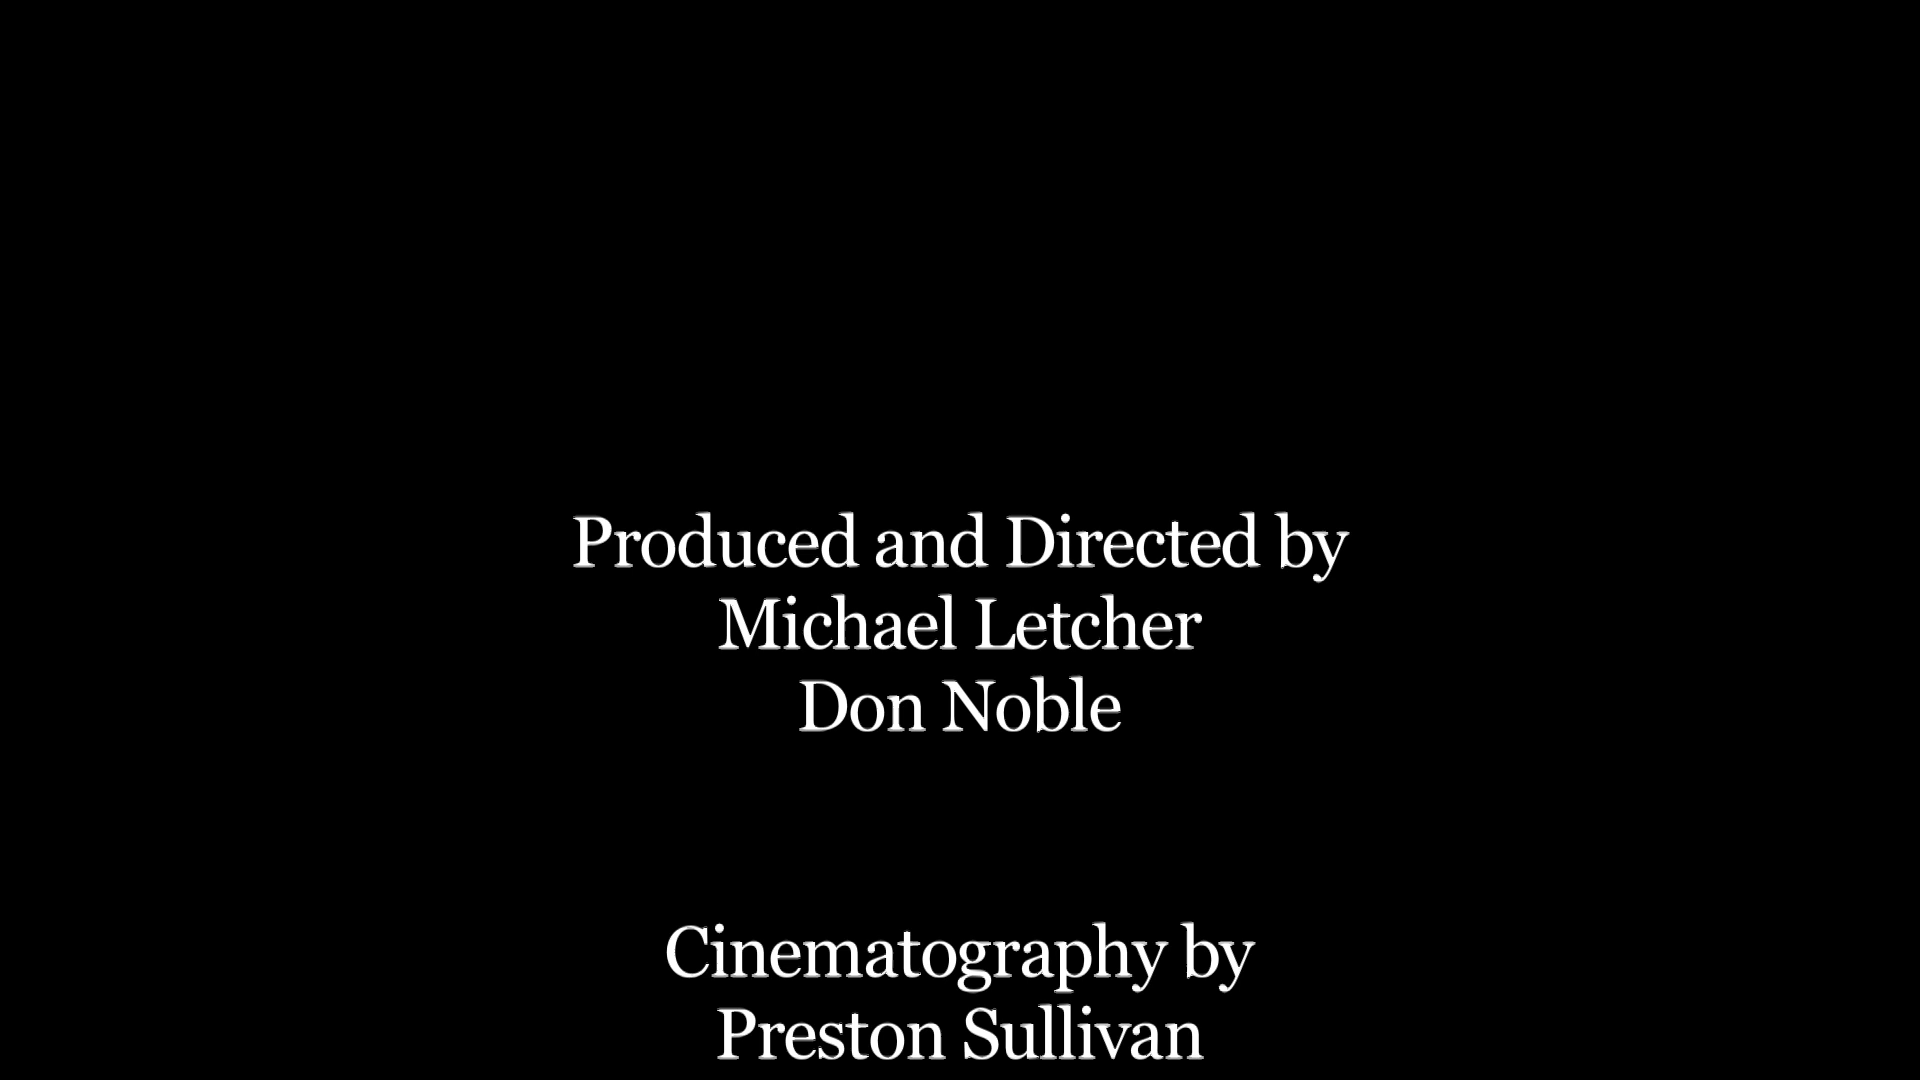 Produced and Directed by
Michael Letcher
Don Noble
Cinematography by
Preston Sullivan